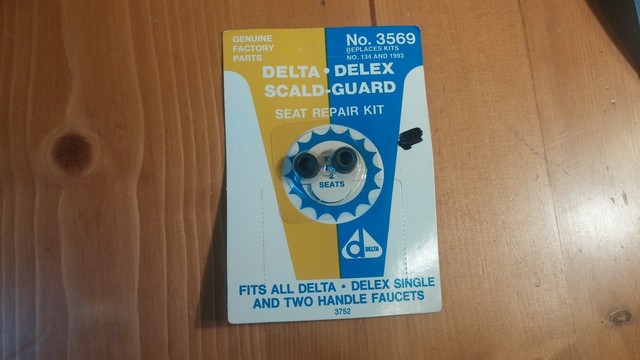 GENUINE
FACTORY
PARTS
No. 3569
REPLACES KITS
NO. 134 AND 1993
DELTA • DELEX
SCALD-GUARD
SEAT REPAIR KIT
2
SEATS
DELTA
FITS ALL DELTA • DELEX SINGLE
AND TWO HANDLE FAUCETS
3752